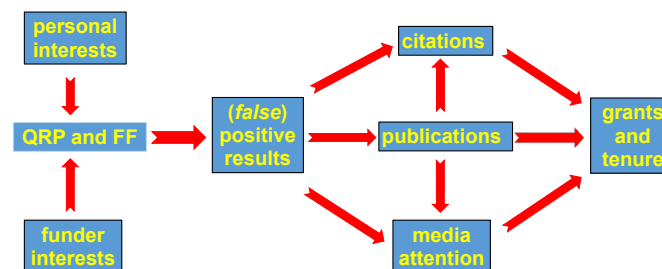 personal
interests
QRP and FF
funder
interests
(false)
positive
results
citations
publications
media
attention
grants
and
tenure